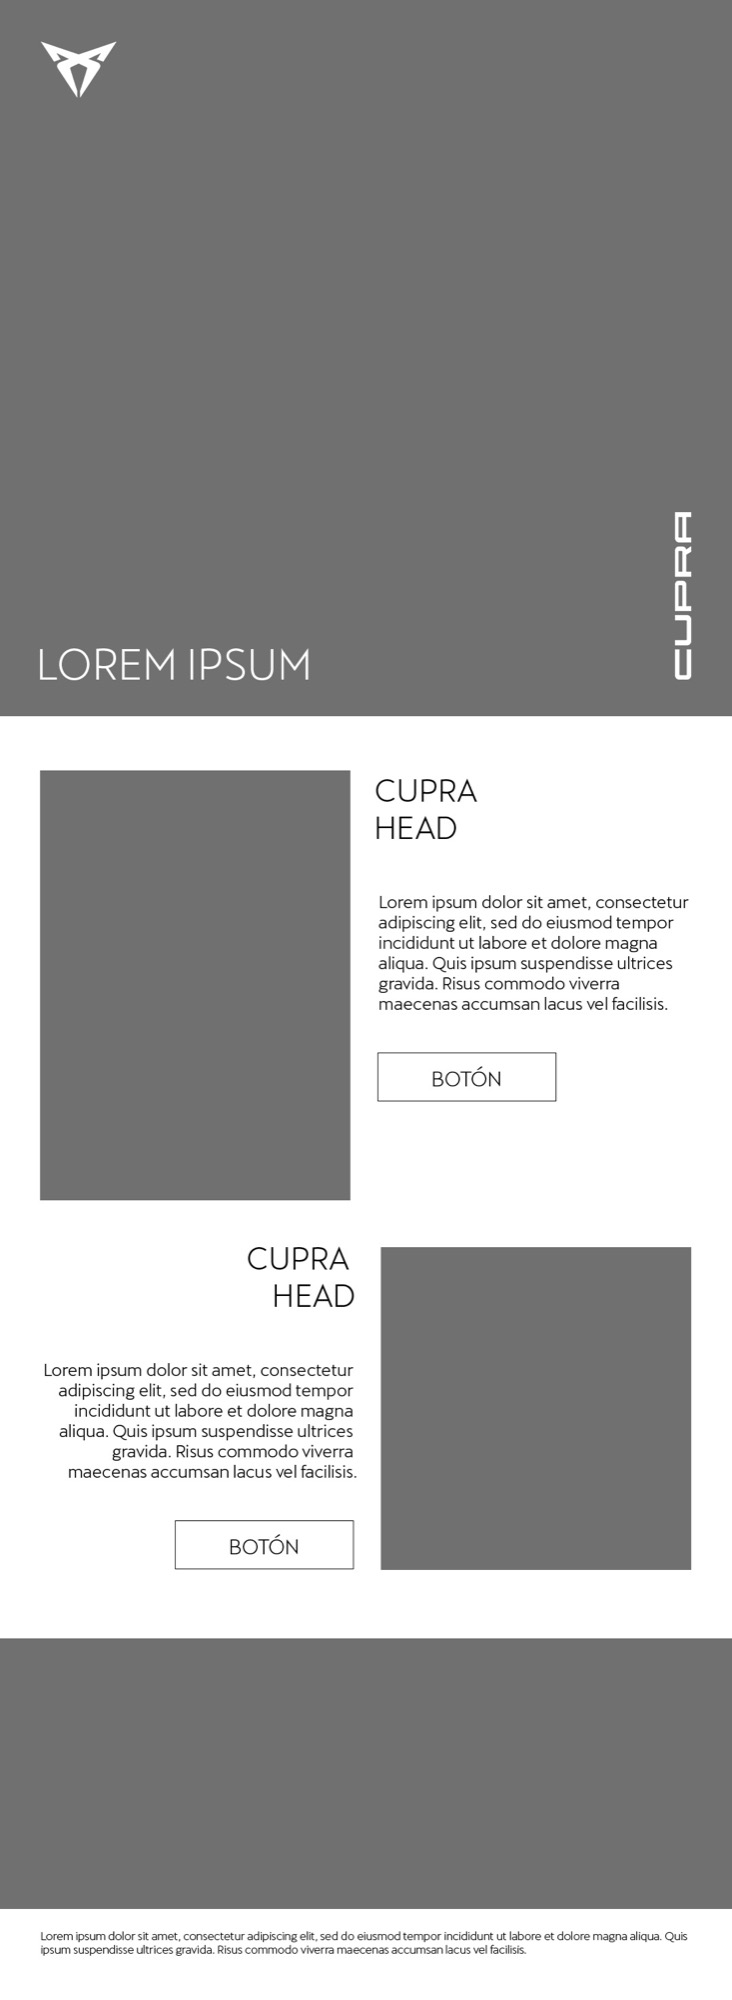 CUPRA
LOREM IPSUM
CUPRA
HEAD
Lorem ipsum dolor sit amet, consectetur
adipiscing elit, sed do eiusmod tempor
incididunt ut labore et dolore magna
aliqua. Quis ipsum suspendisse ultrices
gravida. Risus commodo viverra
maecenas accumsan lacus vel facilisis.
BOTÓN
CUPRA
HEAD
Lorem ipsum dolor sit amet, consectetur
adipiscing elit, sed do eiusmod tempor
incididunt ut labore et dolore magna
aliqua. Quis ipsum suspendisse ultrices
gravida. Risus commodo viverra
maecenas accumsan lacus vel facilisis.
BOTÓN
Lorem ipsum dolor sit amet, consectetur adipiscing elit, sed do eiusmod tempor incididunt ut labore et dolore magna aliqua. Quis
ipsum suspendisse ultrices gravida. Risus commodo viverra maecenas accumsan lacus vel facilisis.